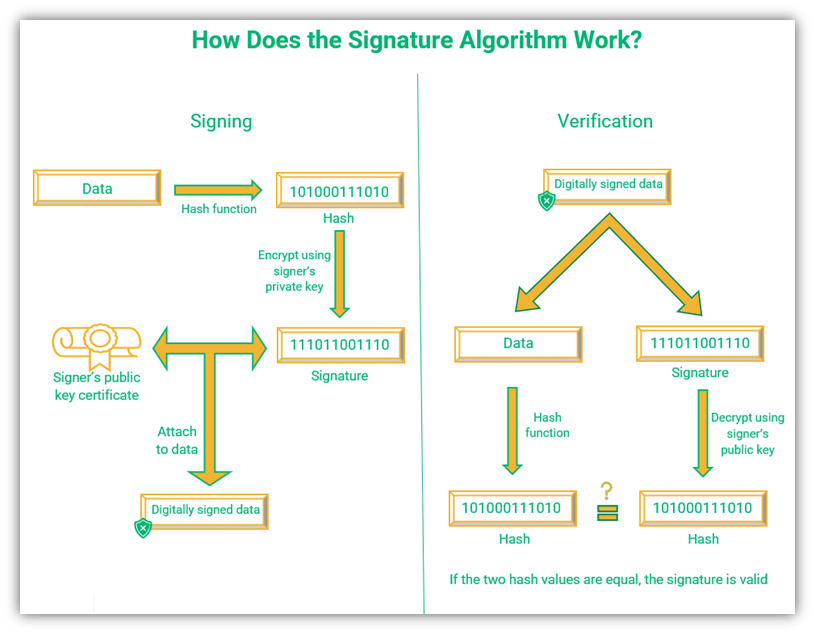 How Does the Signature Algorithm Work?
Signing
Data
Hash function
101000111010
Hash
Encrypt using
signer's
private key
111011001110
Signature
Signer's public
key certificate
Attach
to data
Digitally signed data
Verification
Digitally signed data
Data
111011001110
Signature
Hash
function
Decrypt using
signer's
public key
101000111010
Hash
?
=
101000111010
Hash
If the two hash values are equal, the signature is valid